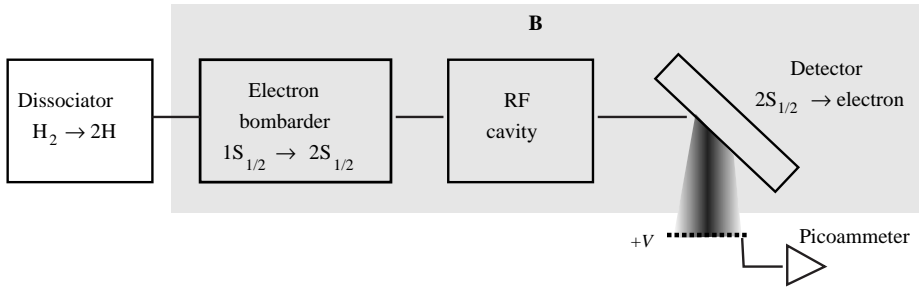 B
Dissociator
H₂ → 2H
Electron
bombarder
1S₁/₂ → 2S₁/₂
RF
cavity
Detector
2S₁/₂ → electron
+V
Picoammeter